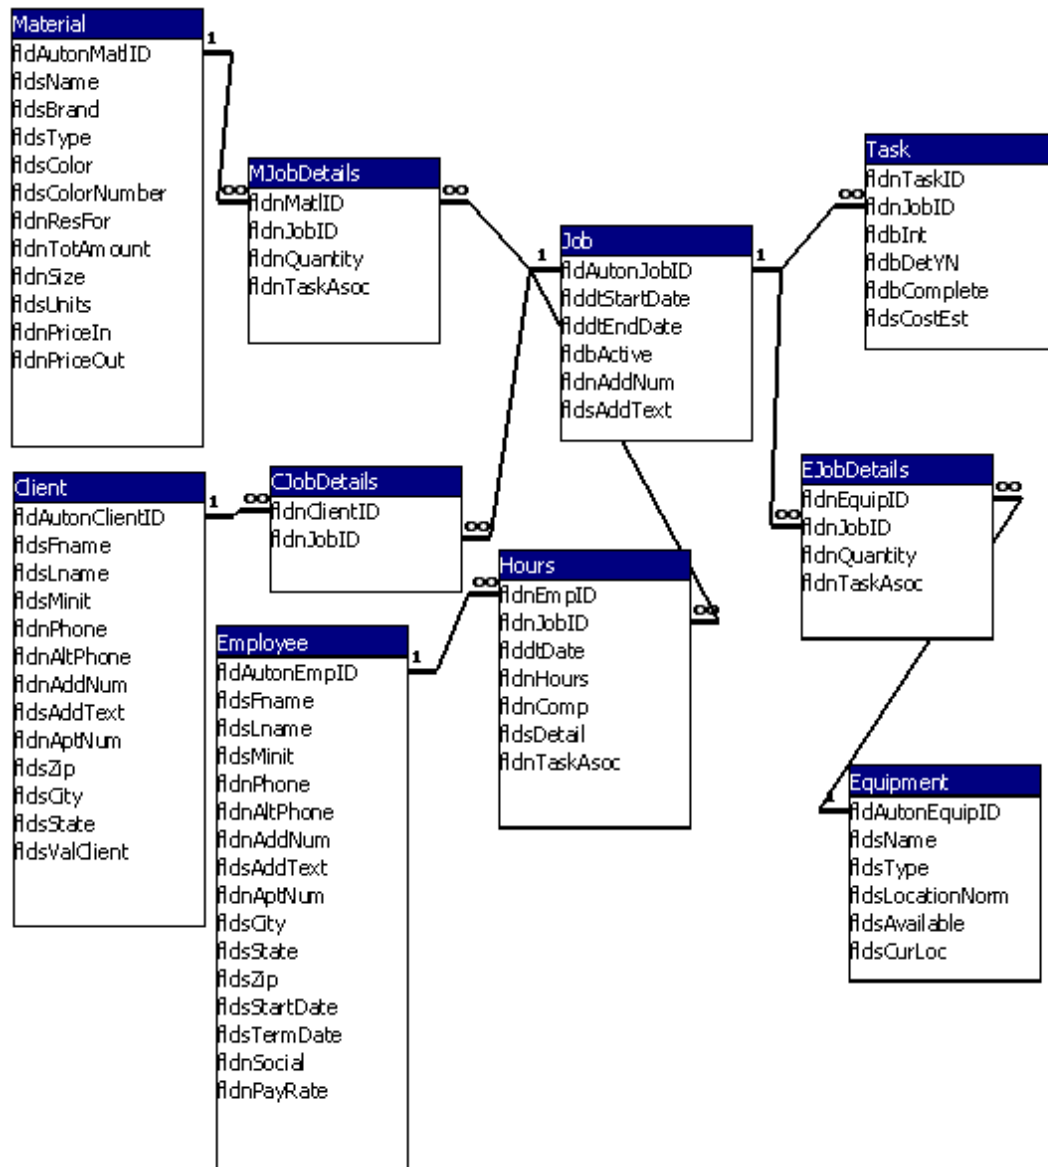 Material
fldAutonMatlID
fldsName
fldsBrand
fldsType
fldsColor
fldsColorNumber
fldnResFor
fldnTotAmount
fldnSize
fldsUnits
fldnPriceIn
fldnPriceOut
1
∞
MJobDetails
fldnMatlID
fldnJobID
fldnQuantity
fldnTaskAsoc
∞
1
Job
fldAutonJobID
flddtStartDate
flddtEndDate
fldbActive
fldnAddNum
fldsAddText
1
∞
Task
fldnTaskID
fldnJobID
fldbInt
fldbDetYN
fldbComplete
fldsCostEst
Client
fldAutonClientID
fldsFname
fldsLname
fldsMinit
fldnPhone
fldnAltPhone
fldnAddNum
fldsAddText
fldnAptNum
fldsZip
fldsCity
fldsState
fldsValClient
1
∞
CJobDetails
fldnClientID
fldnJobID
∞
∞
EJobDetails
fldnEquipID
fldnJobID
fldnQuantity
fldnTaskAsoc
∞
Employee
fldAutonEmpID
fldsFname
fldsLname
fldsMinit
fldnPhone
fldnAltPhone
fldnAddNum
fldsAddText
fldnAptNum
fldsCity
fldsState
fldsZip
fldsStartDate
fldsTermDate
fldnSocial
fldnPayRate
1
∞
Hours
fldnEmpID
fldnJobID
flddtDate
fldnHours
fldnComp
fldsDetail
fldnTaskAsoc
∞
1
Equipment
fldAutonEquipID
fldsName
fldsType
fldsLocationNorm
fldsAvailable
fldsCurLoc